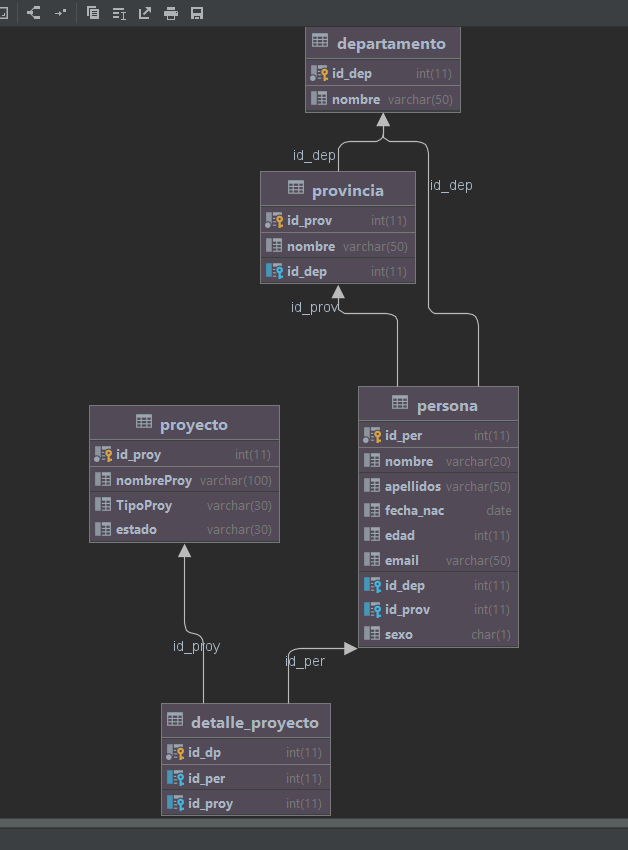 departamento
id_dep int(11)
nombre varchar(50)
id_dep
id_dep
provincia
id_prov int(11)
nombre varchar(50)
id_dep int(11)
id_prov
persona
id_per int(11)
nombre varchar(20)
apellidos varchar(50)
fecha_nac date
edad int(11)
email varchar(50)
id_dep int(11)
id_prov int(11)
sexo char(1)
proyecto
id_proy int(11)
nombreProy varchar(100)
TipoProy varchar(30)
estado varchar(30)
id_proy
id_per
detalle_proyecto
id_dp int(11)
id_per int(11)
id_proy int(11)